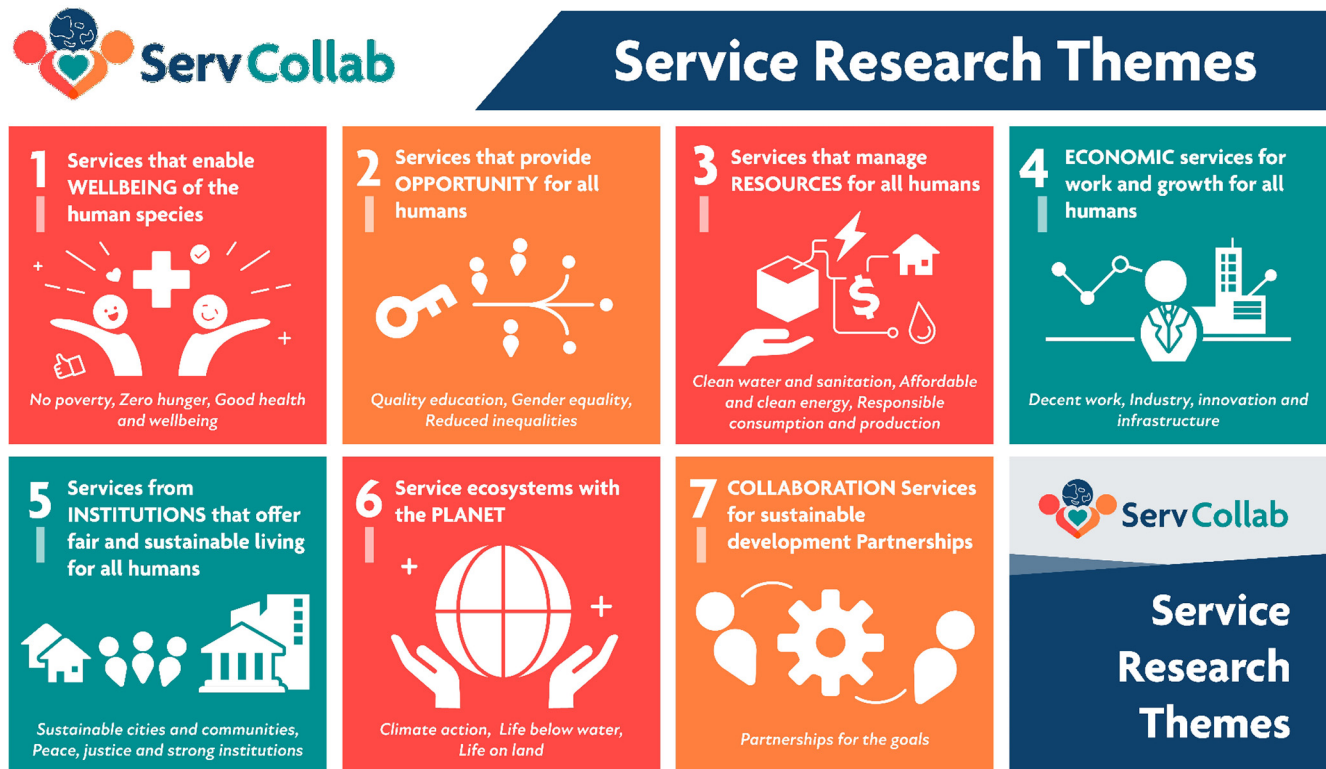 ServCollab
Service Research Themes
1
Services that enable
WELLBEING of the
human species
No poverty, Zero hunger, Good health
and wellbeing
2
Services that provide
OPPORTUNITY for all
humans
Quality education, Gender equality,
Reduced inequalities
3
Services that manage
RESOURCES for all humans
$
Clean water and sanitation, Affordable
and clean energy, Responsible
consumption and production
4
ECONOMIC services for
work and growth for all
humans
Decent work, Industry, innovation and
infrastructure
5
Services from
INSTITUTIONS that offer
fair and sustainable living
for all humans
Sustainable cities and communities,
Peace, justice and strong institutions
6
Service ecosystems with
the PLANET
Climate action, Life below water,
Life on land
7
COLLABORATION Services
for sustainable
development Partnerships
Partnerships for the goals
ServCollab
Service
Research
Themes